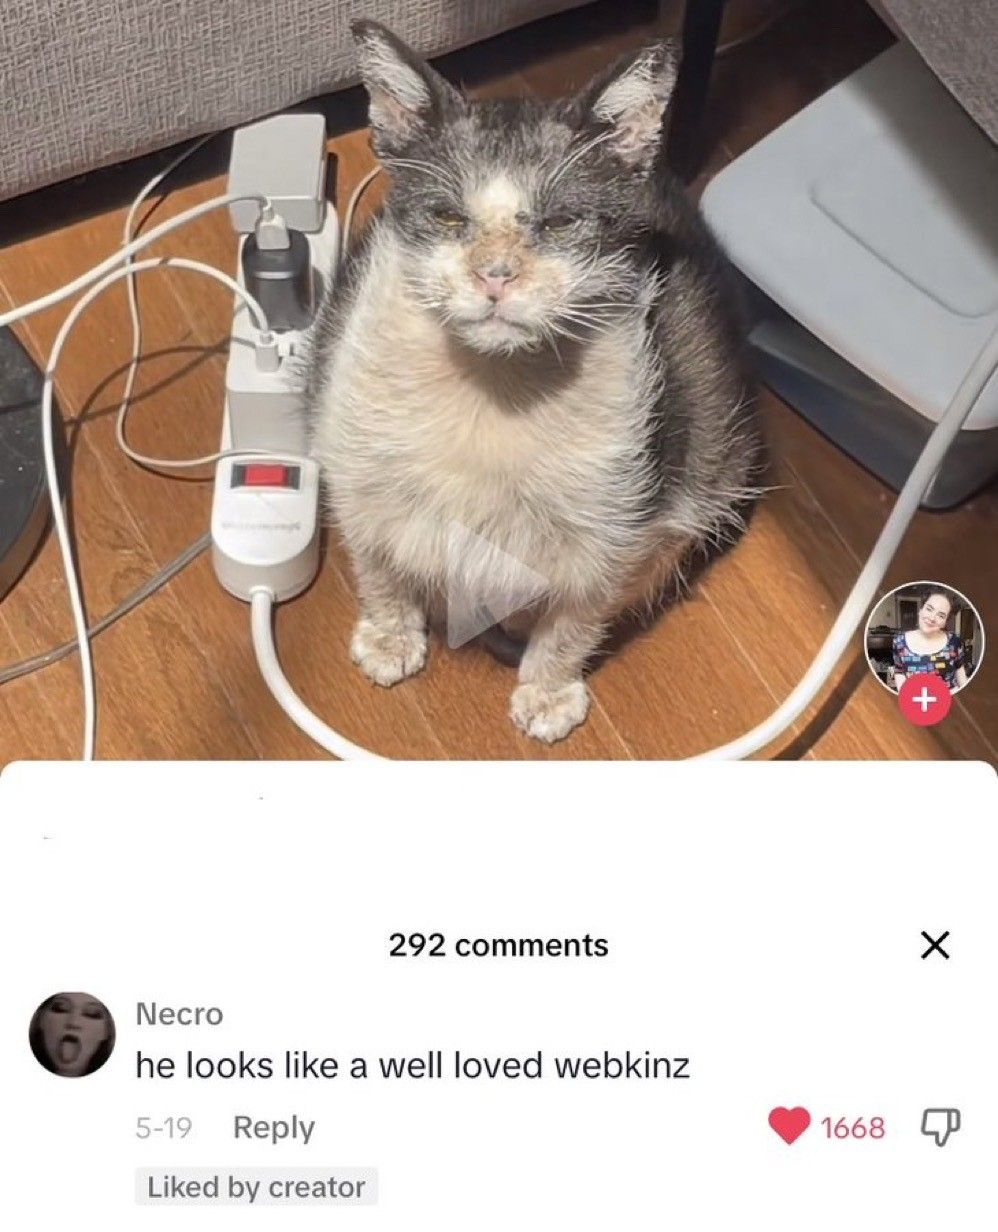 292 comments
Necro
he looks like a well loved webkinz
5-19 Reply
1668
Liked by creator